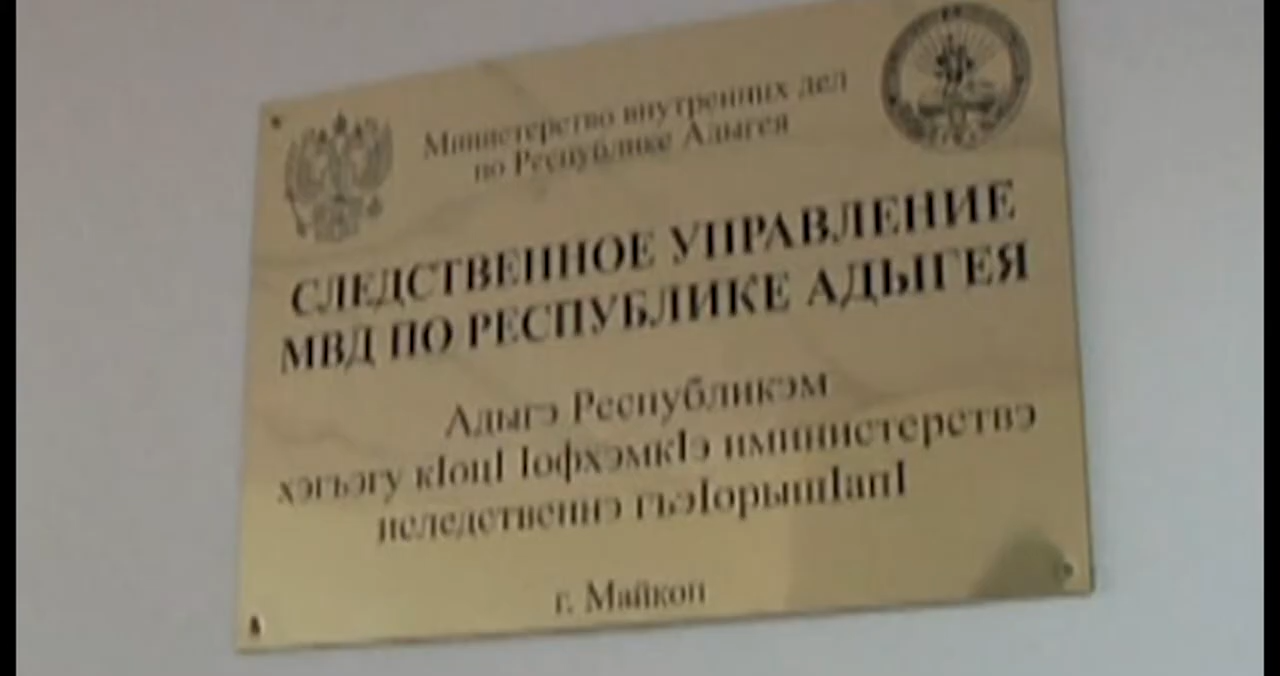 Министерство внутренних дел
по Республике Адыгея
СЛЕДСТВЕННОЕ УПРАВЛЕНИЕ
МВД ПО РЕСПУБЛИКЕ АДЫГЕЯ
Адыгэ Республикэм
хэгъэгу кӏоцӏ ӏофхэмкӏэ иминистерствэ
иследственнэ гъэӏорышӏапӏ
г. Майкоп